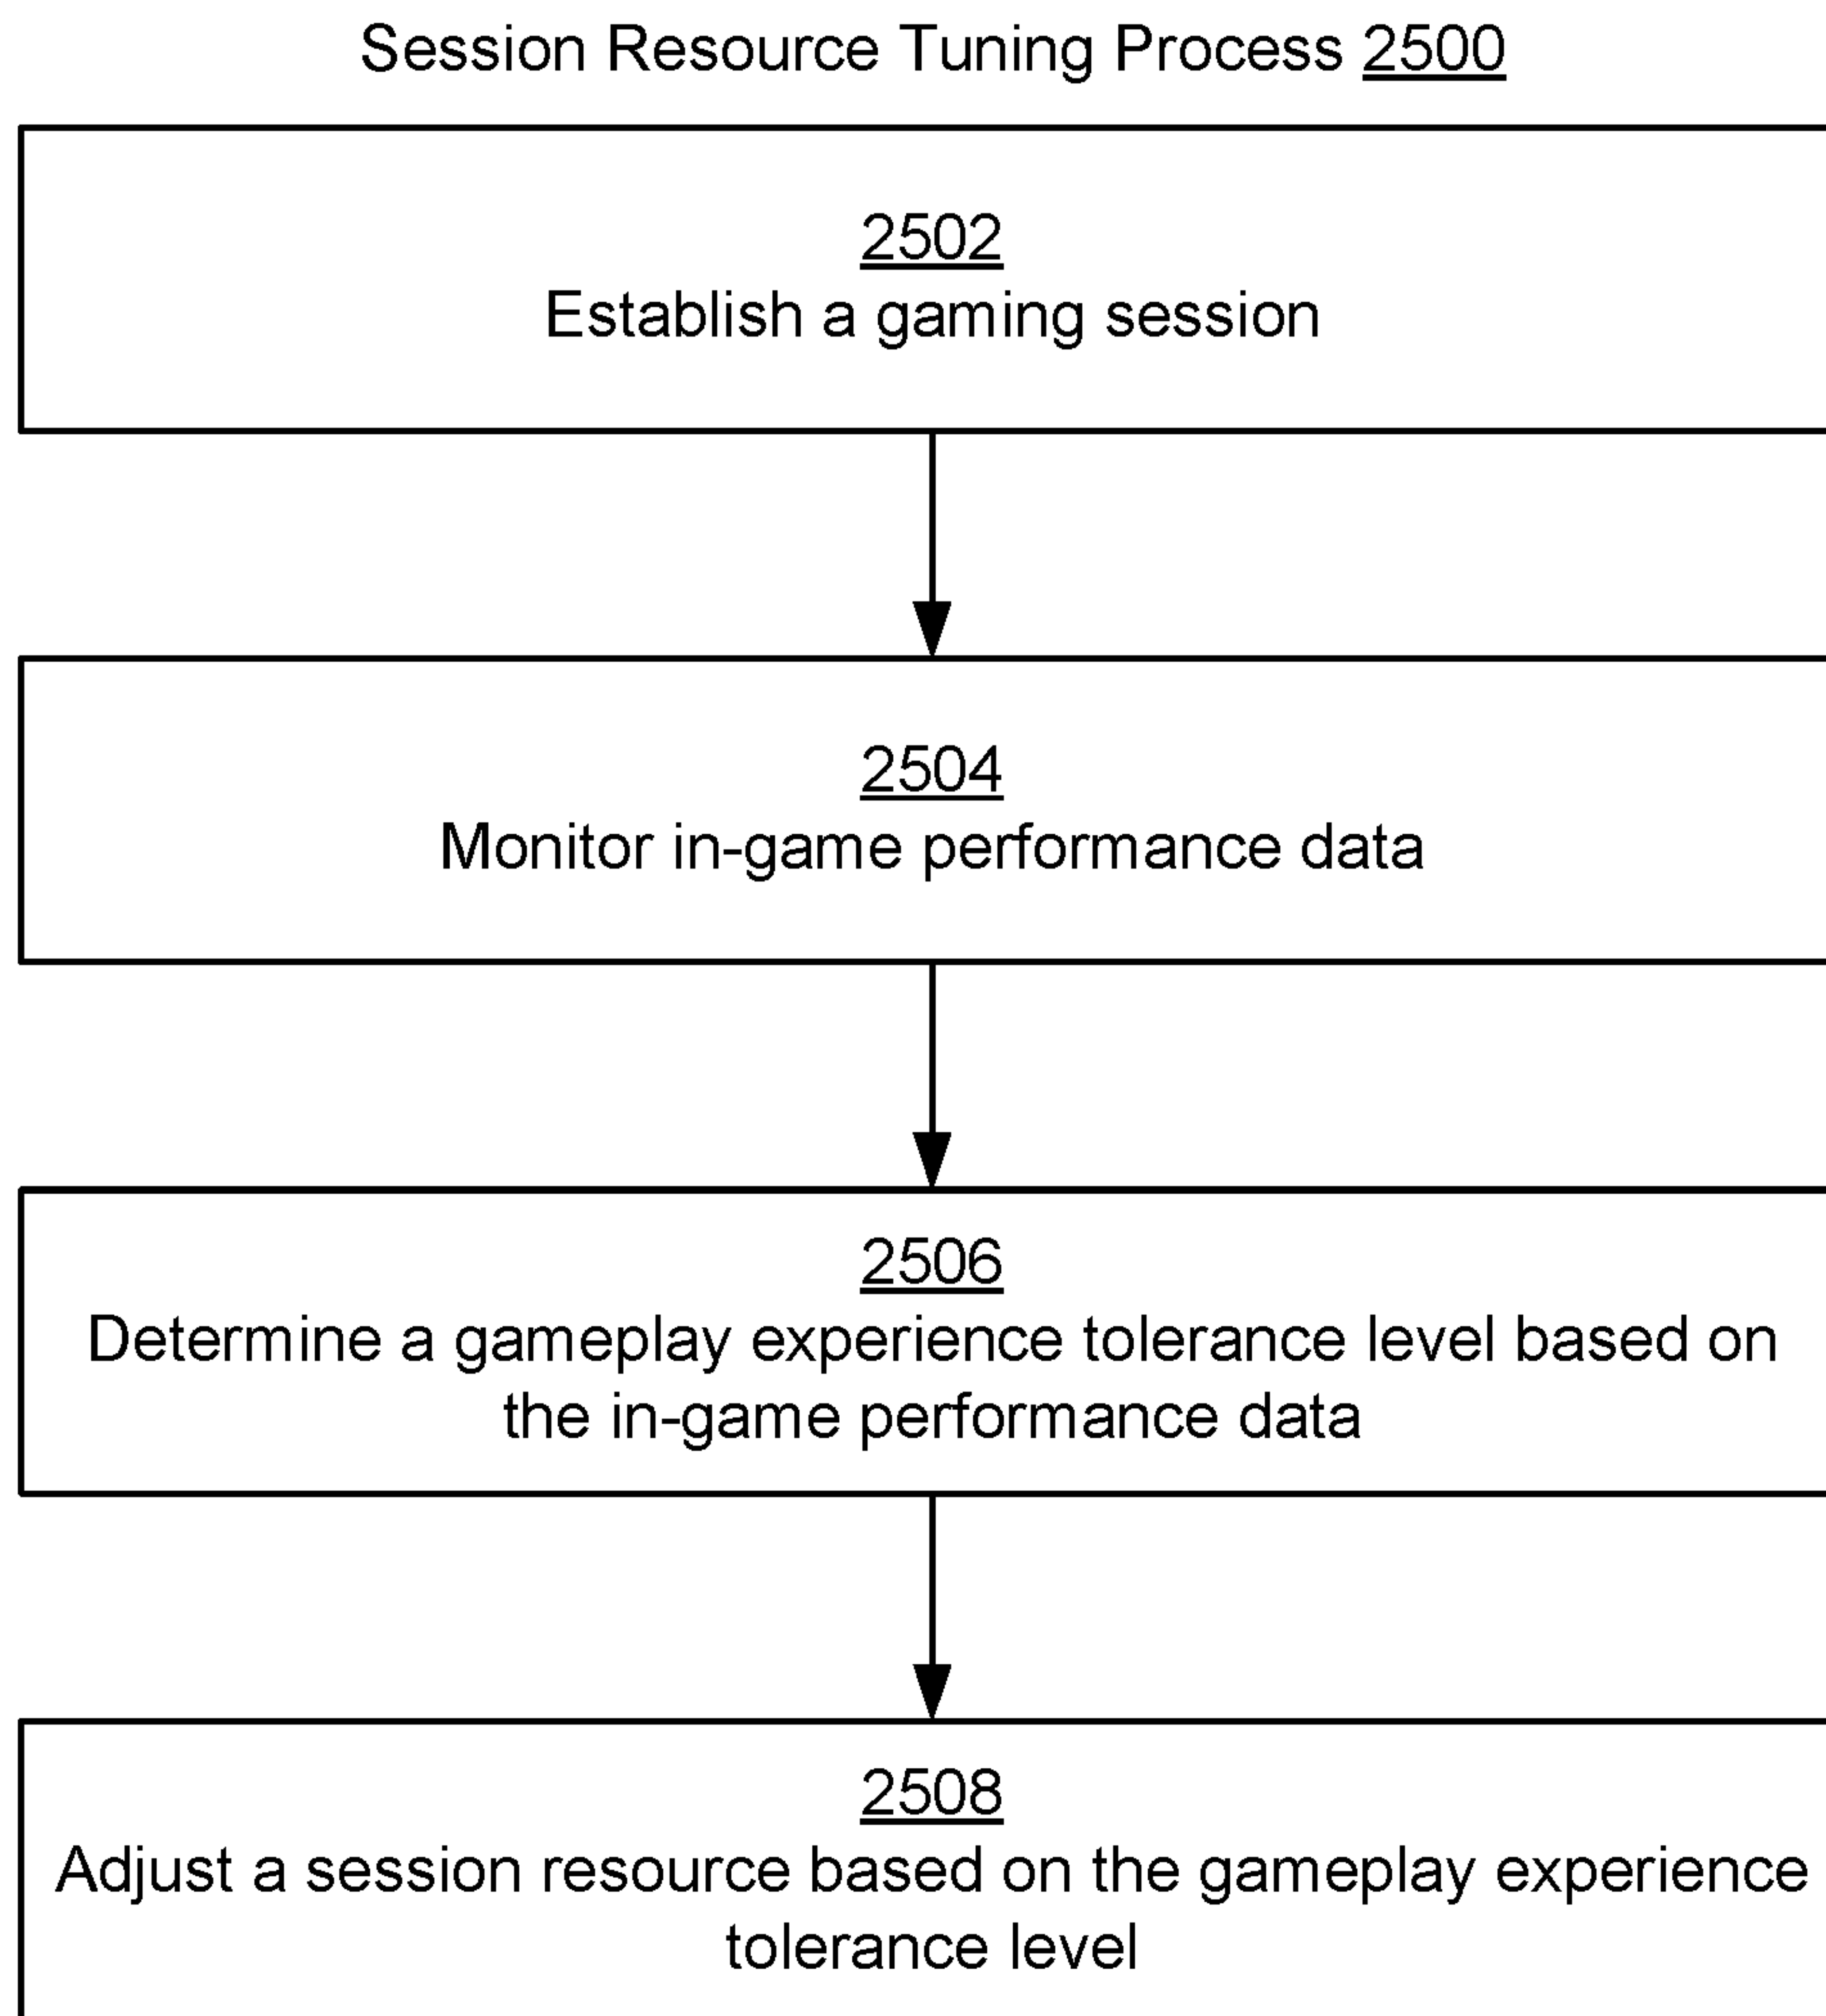 Session Resource Tuning Process 2500
2502
Establish a gaming session
2504
Monitor in-game performance data
2506
Determine a gameplay experience tolerance level based on
the in-game performance data
2508
Adjust a session resource based on the gameplay experience
tolerance level